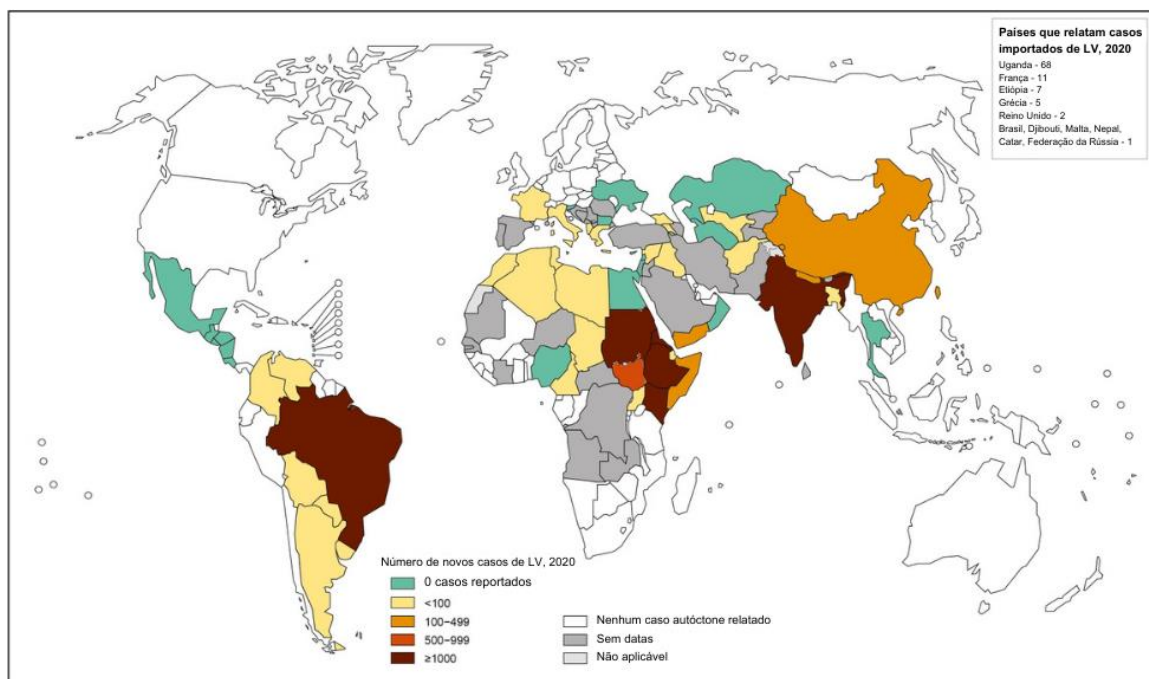 Países que relatam casos
importados de LV, 2020
Uganda - 68
França - 11
Etiópia - 7
Grécia - 5
Reino Unido - 2
Brasil, Djibouti, Malta, Nepal,
Catar, Federação da Rússia - 1
Número de novos casos de LV, 2020
0 casos reportados
<100
100-499
500-999
≥1000
Nenhum caso autóctone relatado
Sem datas
Não aplicável